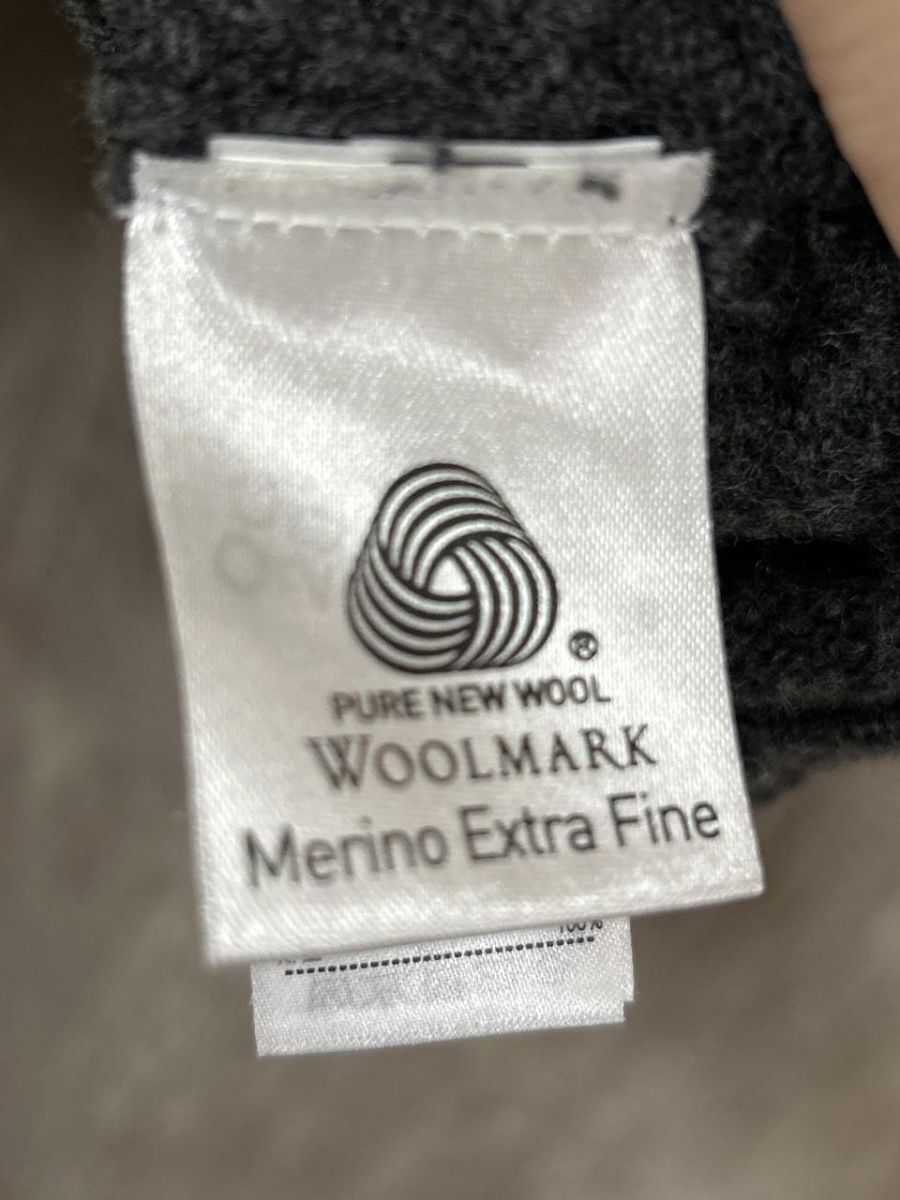 ®
PURE NEW WOOL
WOOLMARK
Merino Extra Fine
100%